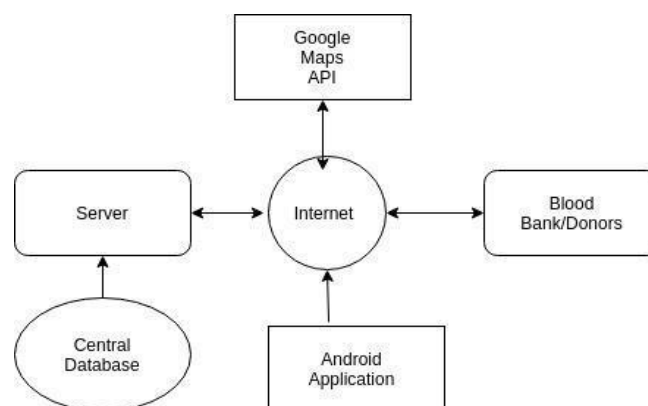 Google
Maps
API
Server
Internet
Blood
Bank/Donors
Central
Database
Android
Application